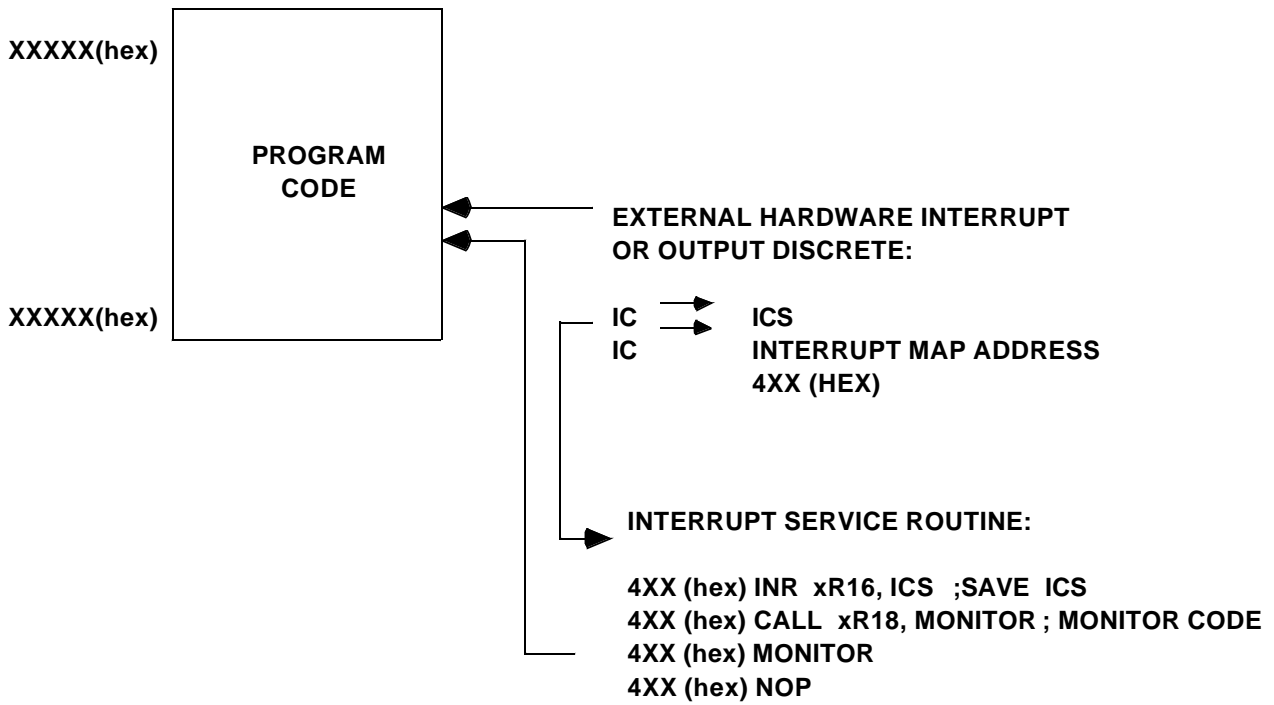 XXXXX(hex)
PROGRAM
CODE
EXTERNAL HARDWARE INTERRUPT
OR OUTPUT DISCRETE:
XXXXX(hex)
IC ICS
IC INTERRUPT MAP ADDRESS
4XX (HEX)
INTERRUPT SERVICE ROUTINE:
4XX (hex) INR xR16, ICS ;SAVE ICS
4XX (hex) CALL xR18, MONITOR ; MONITOR CODE
4XX (hex) MONITOR
4XX (hex) NOP